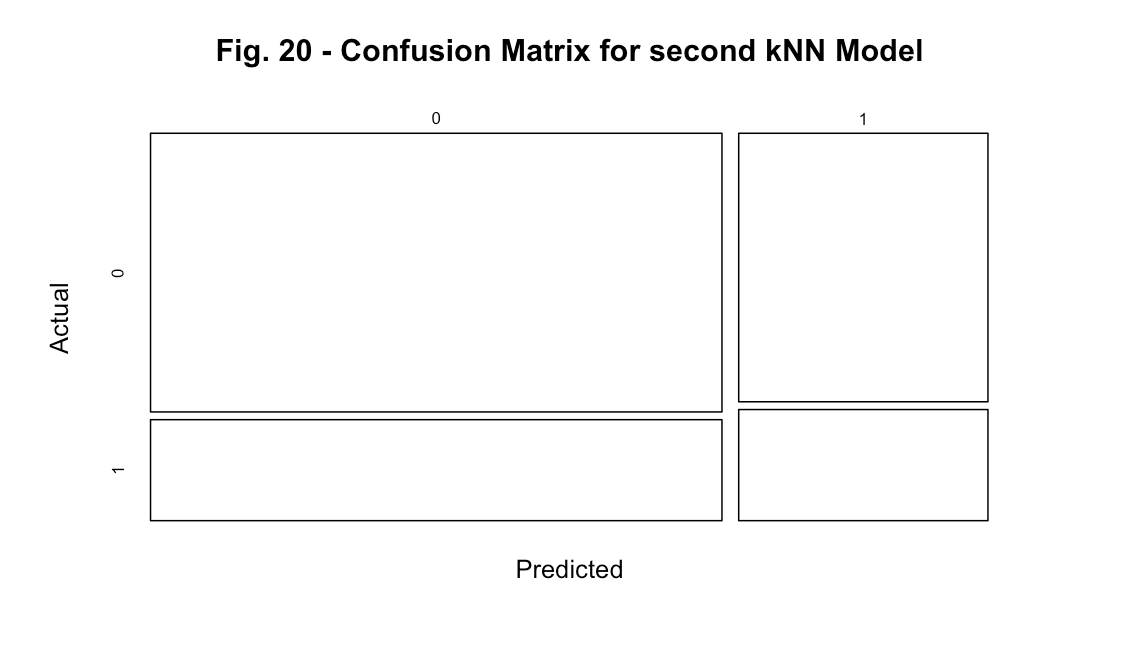 Fig. 20 - Confusion Matrix for second kNN Model
0 1
0
Actual
1
Predicted